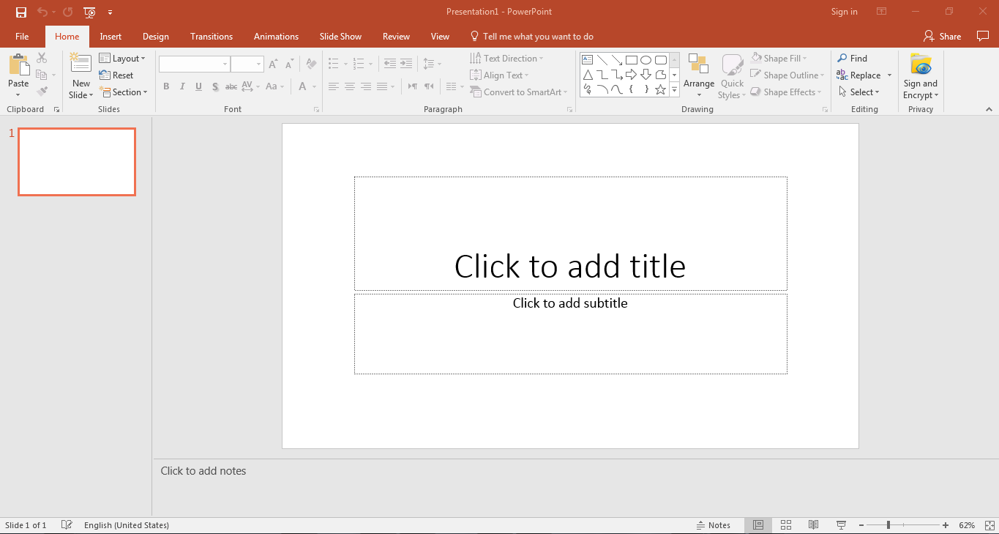 Presentation1 - PowerPoint
Sign in
File Home Insert Design Transitions Animations Slide Show Review View Tell me what you want to do Share
Paste
Clipboard
New Slide
Layout
Reset
Section
Slides
B I U S abc AV Aa A
Font
Text Direction
Align Text
Convert to SmartArt
Paragraph
Arrange
Quick Styles
Shape Fill
Shape Outline
Shape Effects
Drawing
Find
Replace
Select
Editing
Sign and Encrypt
Privacy
1
Click to add title
Click to add subtitle
Click to add notes
Slide 1 of 1 English (United States) Notes 62%